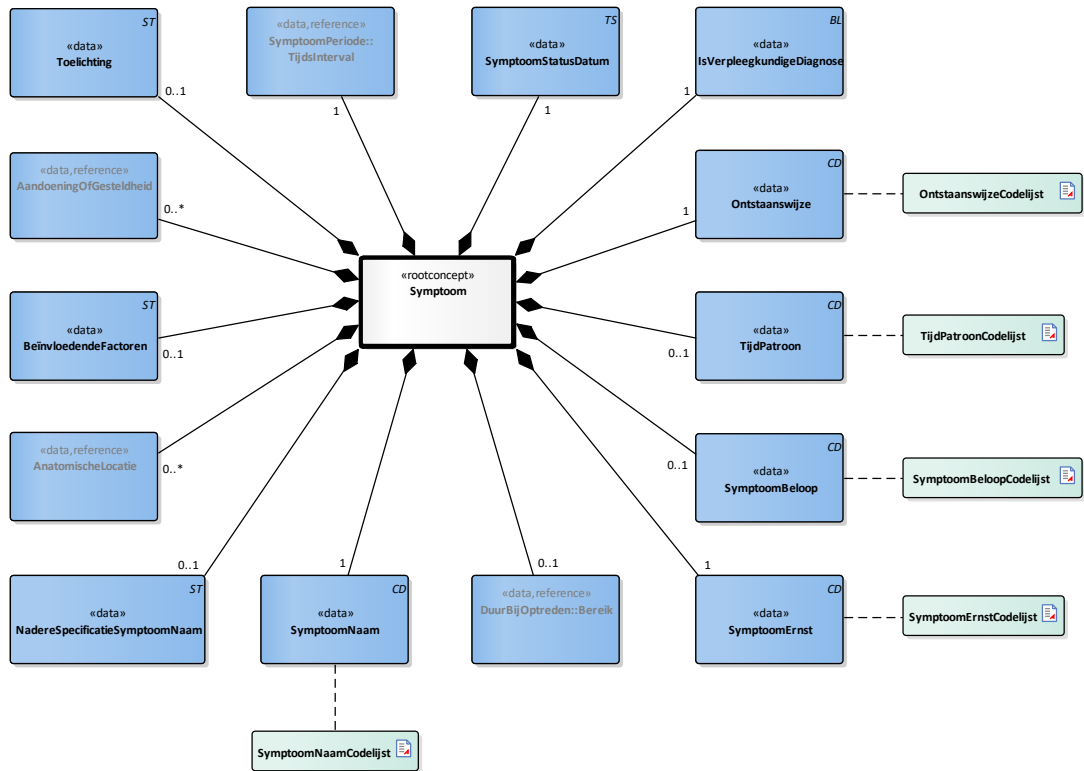 ST
«data»
Toelichting
0..1
«data,reference»
SymptoomPeriode::
TijdsInterval
1
TS
«data»
SymptoomStatusDatum
1
BL
«data»
IsVerpleegkundigeDiagnose
1
«data,reference»
AandoeningOfGesteldheid
0..*
CD
«data»
Ontstaanswijze
1
OntstaanswijzeCodelijst
«rootconcept»
Symptoom
ST
«data»
BeïnvloedendeFactoren
0..1
CD
«data»
TijdPatroon
0..1
TijdPatroonCodelijst
«data,reference»
AnatomischeLocatie
0..*
CD
«data»
SymptoomBeloop
0..1
SymptoomBeloopCodelijst
ST
«data»
NadereSpecificatieSymptoomNaam
0..1
CD
«data»
SymptoomNaam
1
«data,reference»
DuurBijOptreden::Bereik
0..1
CD
«data»
SymptoomErnst
1
SymptoomErnstCodelijst
SymptoomNaamCodelijst